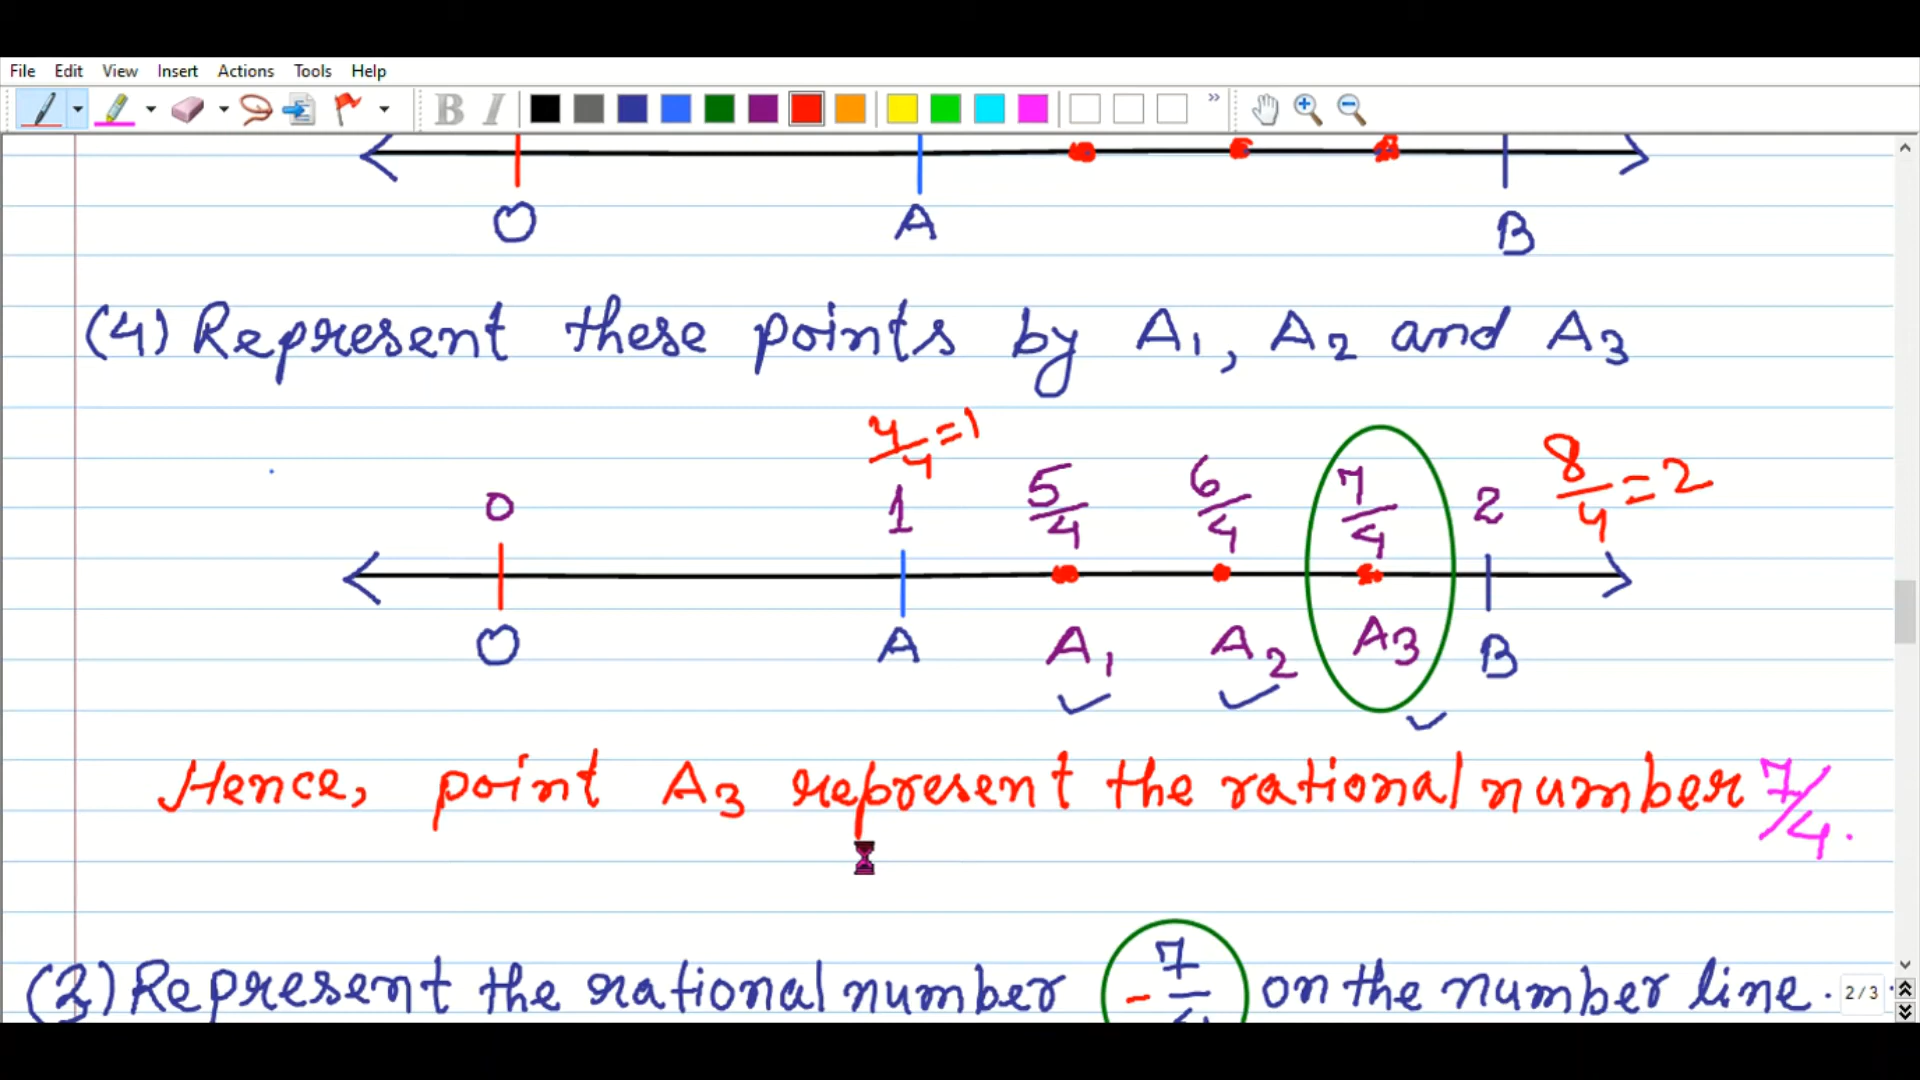 File Edit View Insert Actions Tools Help
B I
O A B
(4) Represent these points by A1, A2 and A3
4/4=1
0 1 5/4 6/4 7/4 2 8/4=2
O A A1 A2 A3 B
Hence, point A3 represent the rational number 7/4.
(2) Represent the rational number -7/ on the number line.
2/3